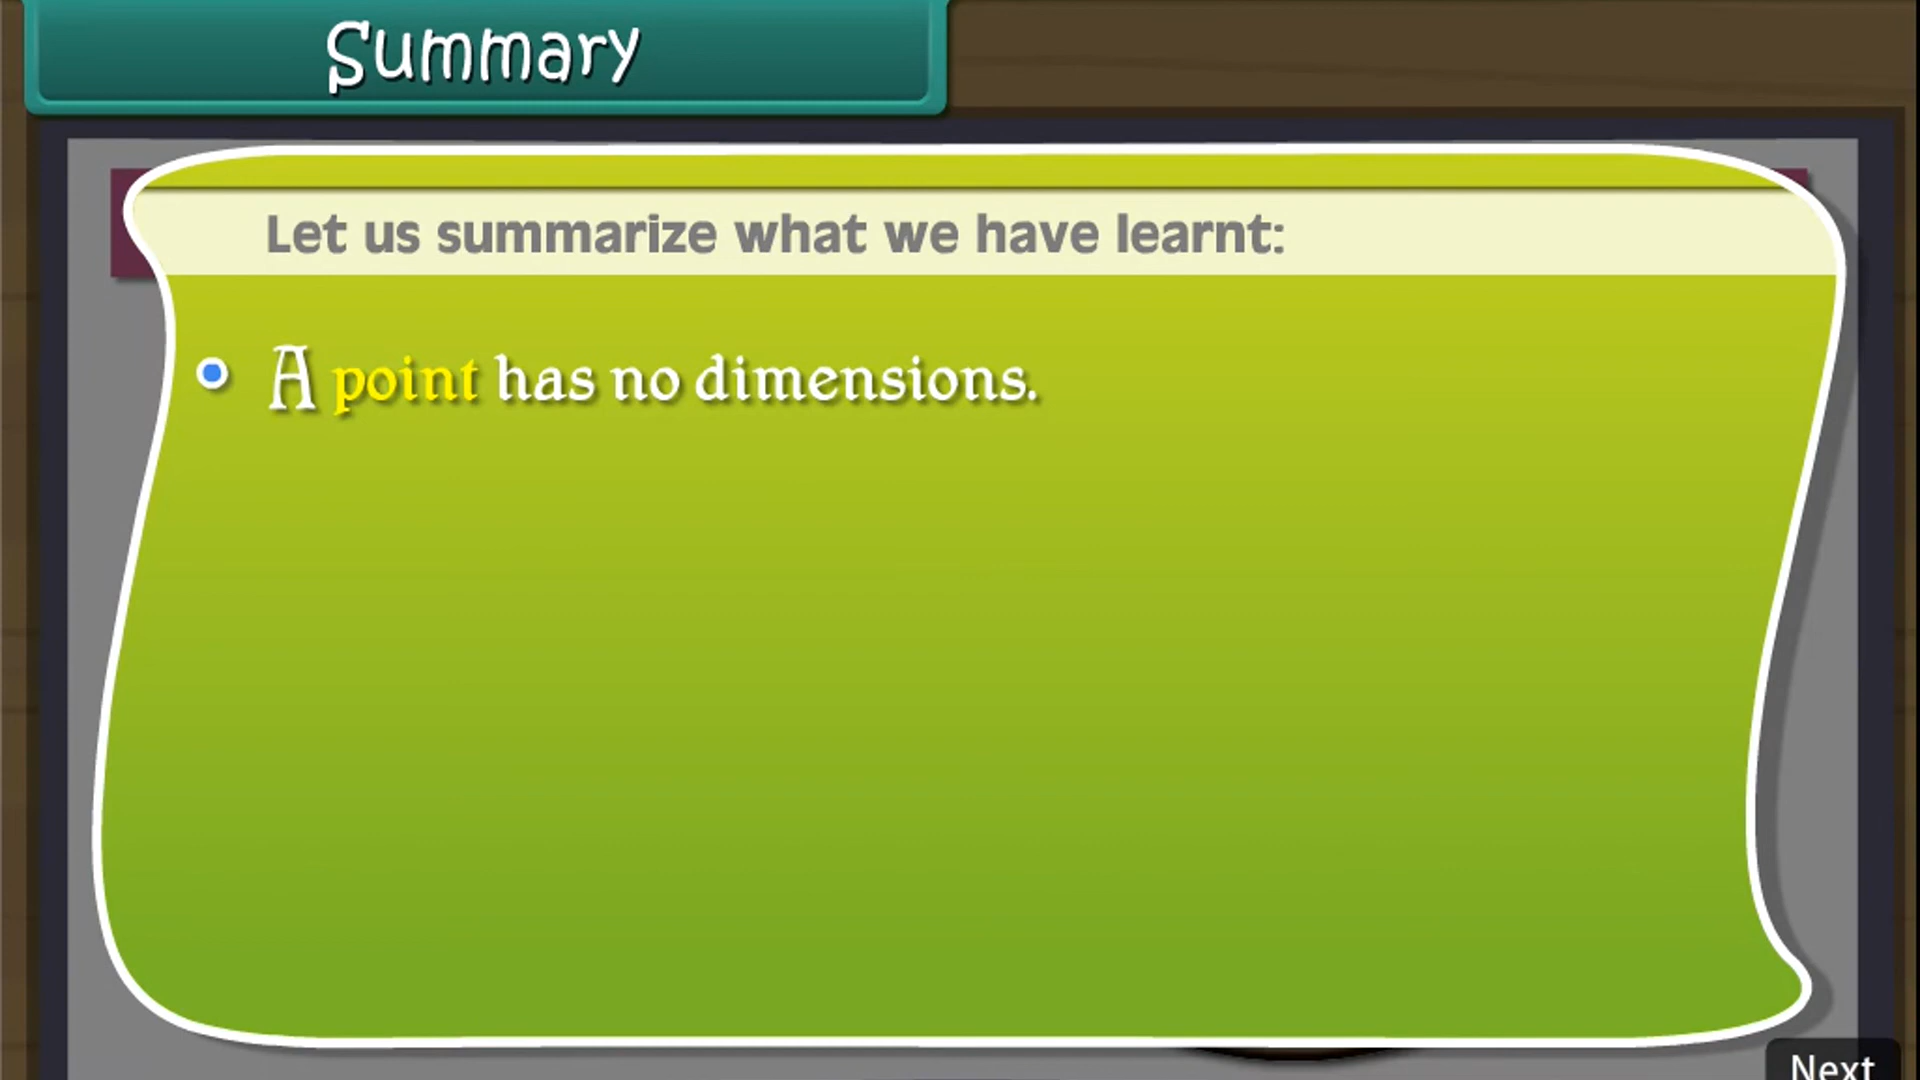 Summary
Let us summarize what we have learnt:
A point has no dimensions.
Next